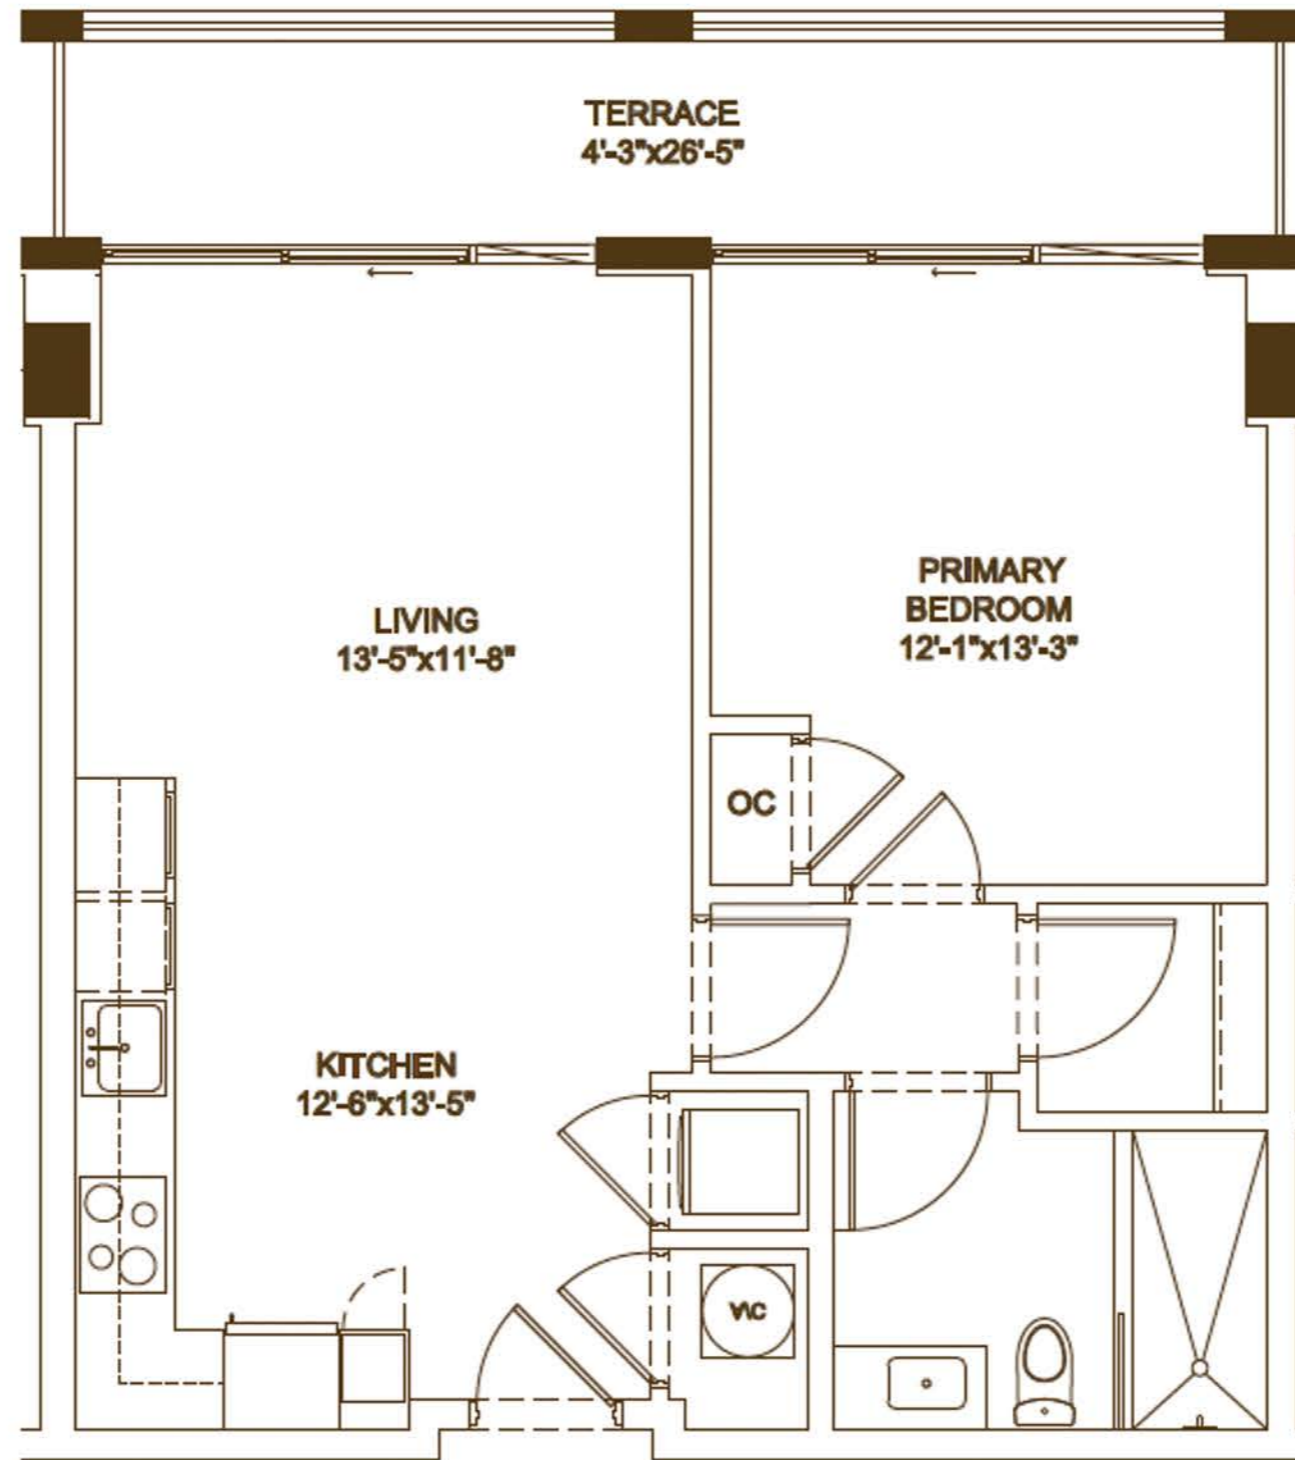 TERRACE
4'-3"x26'-5"
PRIMARY
BEDROOM
12'-1"x13'-3"
LIVING
13'-5"x11'-8"
OC
KITCHEN
12'-6"x13'-5"
A\C